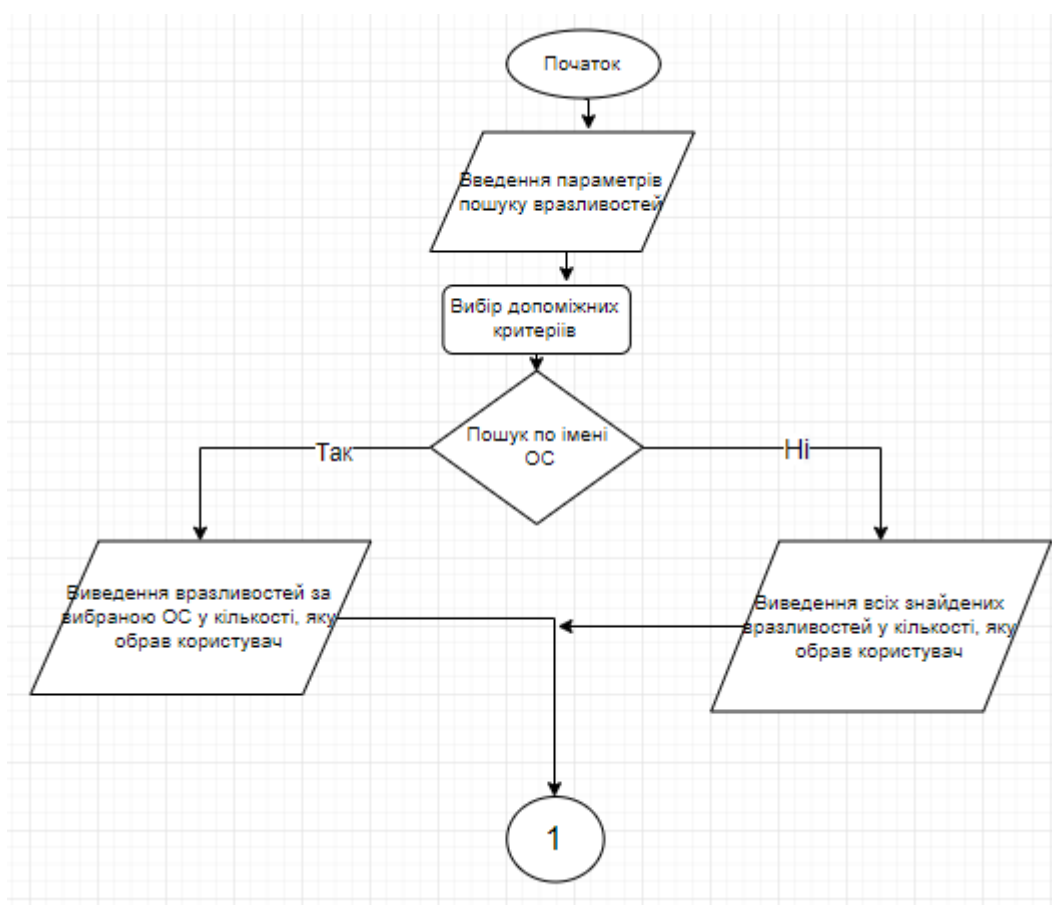 Початок
Введення параметрів
пошуку вразливостей
Вибір допоміжних
критеріїв
Пошук по імені
ОС
Так
Ні
Виведення вразливостей за
вибраною ОС у кількості, яку
обрав користувач
Виведення всіх знайдених
вразливостей у кількості, яку
обрав користувач
1